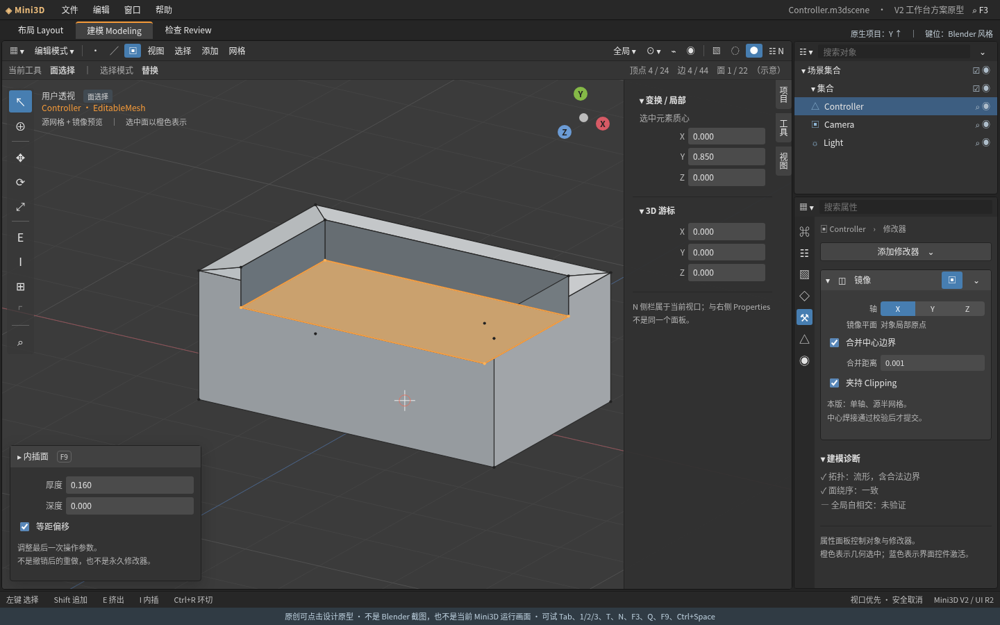 Mini3D 文件 编辑 窗口 帮助 Controller.m3dscene · V2 工作台方案原型 F3
布局 Layout 建模 Modeling 检查 Review 原生项目：Y ↑ | 键位：Blender 风格
编辑模式 视图 选择 添加 网格 全局 N
当前工具 面选择 | 选择模式 替换 顶点 4 / 24 边 4 / 44 面 1 / 22 （示意）
用户透视 面选择
Controller · EditableMesh
源网格 + 镜像预览 | 选中面以橙色表示
E
I
Y
X
Z
内插面 F9
厚度 0.160
深度 0.000
等距偏移
调整最后一次操作参数。
不是撤销后的重做，也不是永久修改器。
变换 / 局部
选中元素质心
X 0.000
Y 0.850
Z 0.000
3D 游标
X 0.000
Y 0.000
Z 0.000
N 侧栏属于当前视口；与右侧 Properties
不是同一个面板。
项目
工具
视图
搜索对象
场景集合
集合
Controller
Camera
Light
搜索属性
Controller › 修改器
添加修改器
镜像
轴 X Y Z
镜像平面 对象局部原点
合并中心边界
合并距离 0.001
夹持 Clipping
本版：单轴、源半网格。
中心焊接通过校验后才提交。
建模诊断
✓ 拓扑：流形，含合法边界
✓ 面绕序：一致
— 全局自相交：未验证
属性面板控制对象与修改器。
橙色表示几何选中；蓝色表示界面控件激活。
左键 选择 Shift 追加 E 挤出 I 内插 Ctrl+R 环切 视口优先 · 安全取消 Mini3D V2 / UI R2
原创可点击设计原型 · 不是 Blender 截图，也不是当前 Mini3D 运行画面 · 可试 Tab、1/2/3、T、N、F3、Q、F9、Ctrl+Space